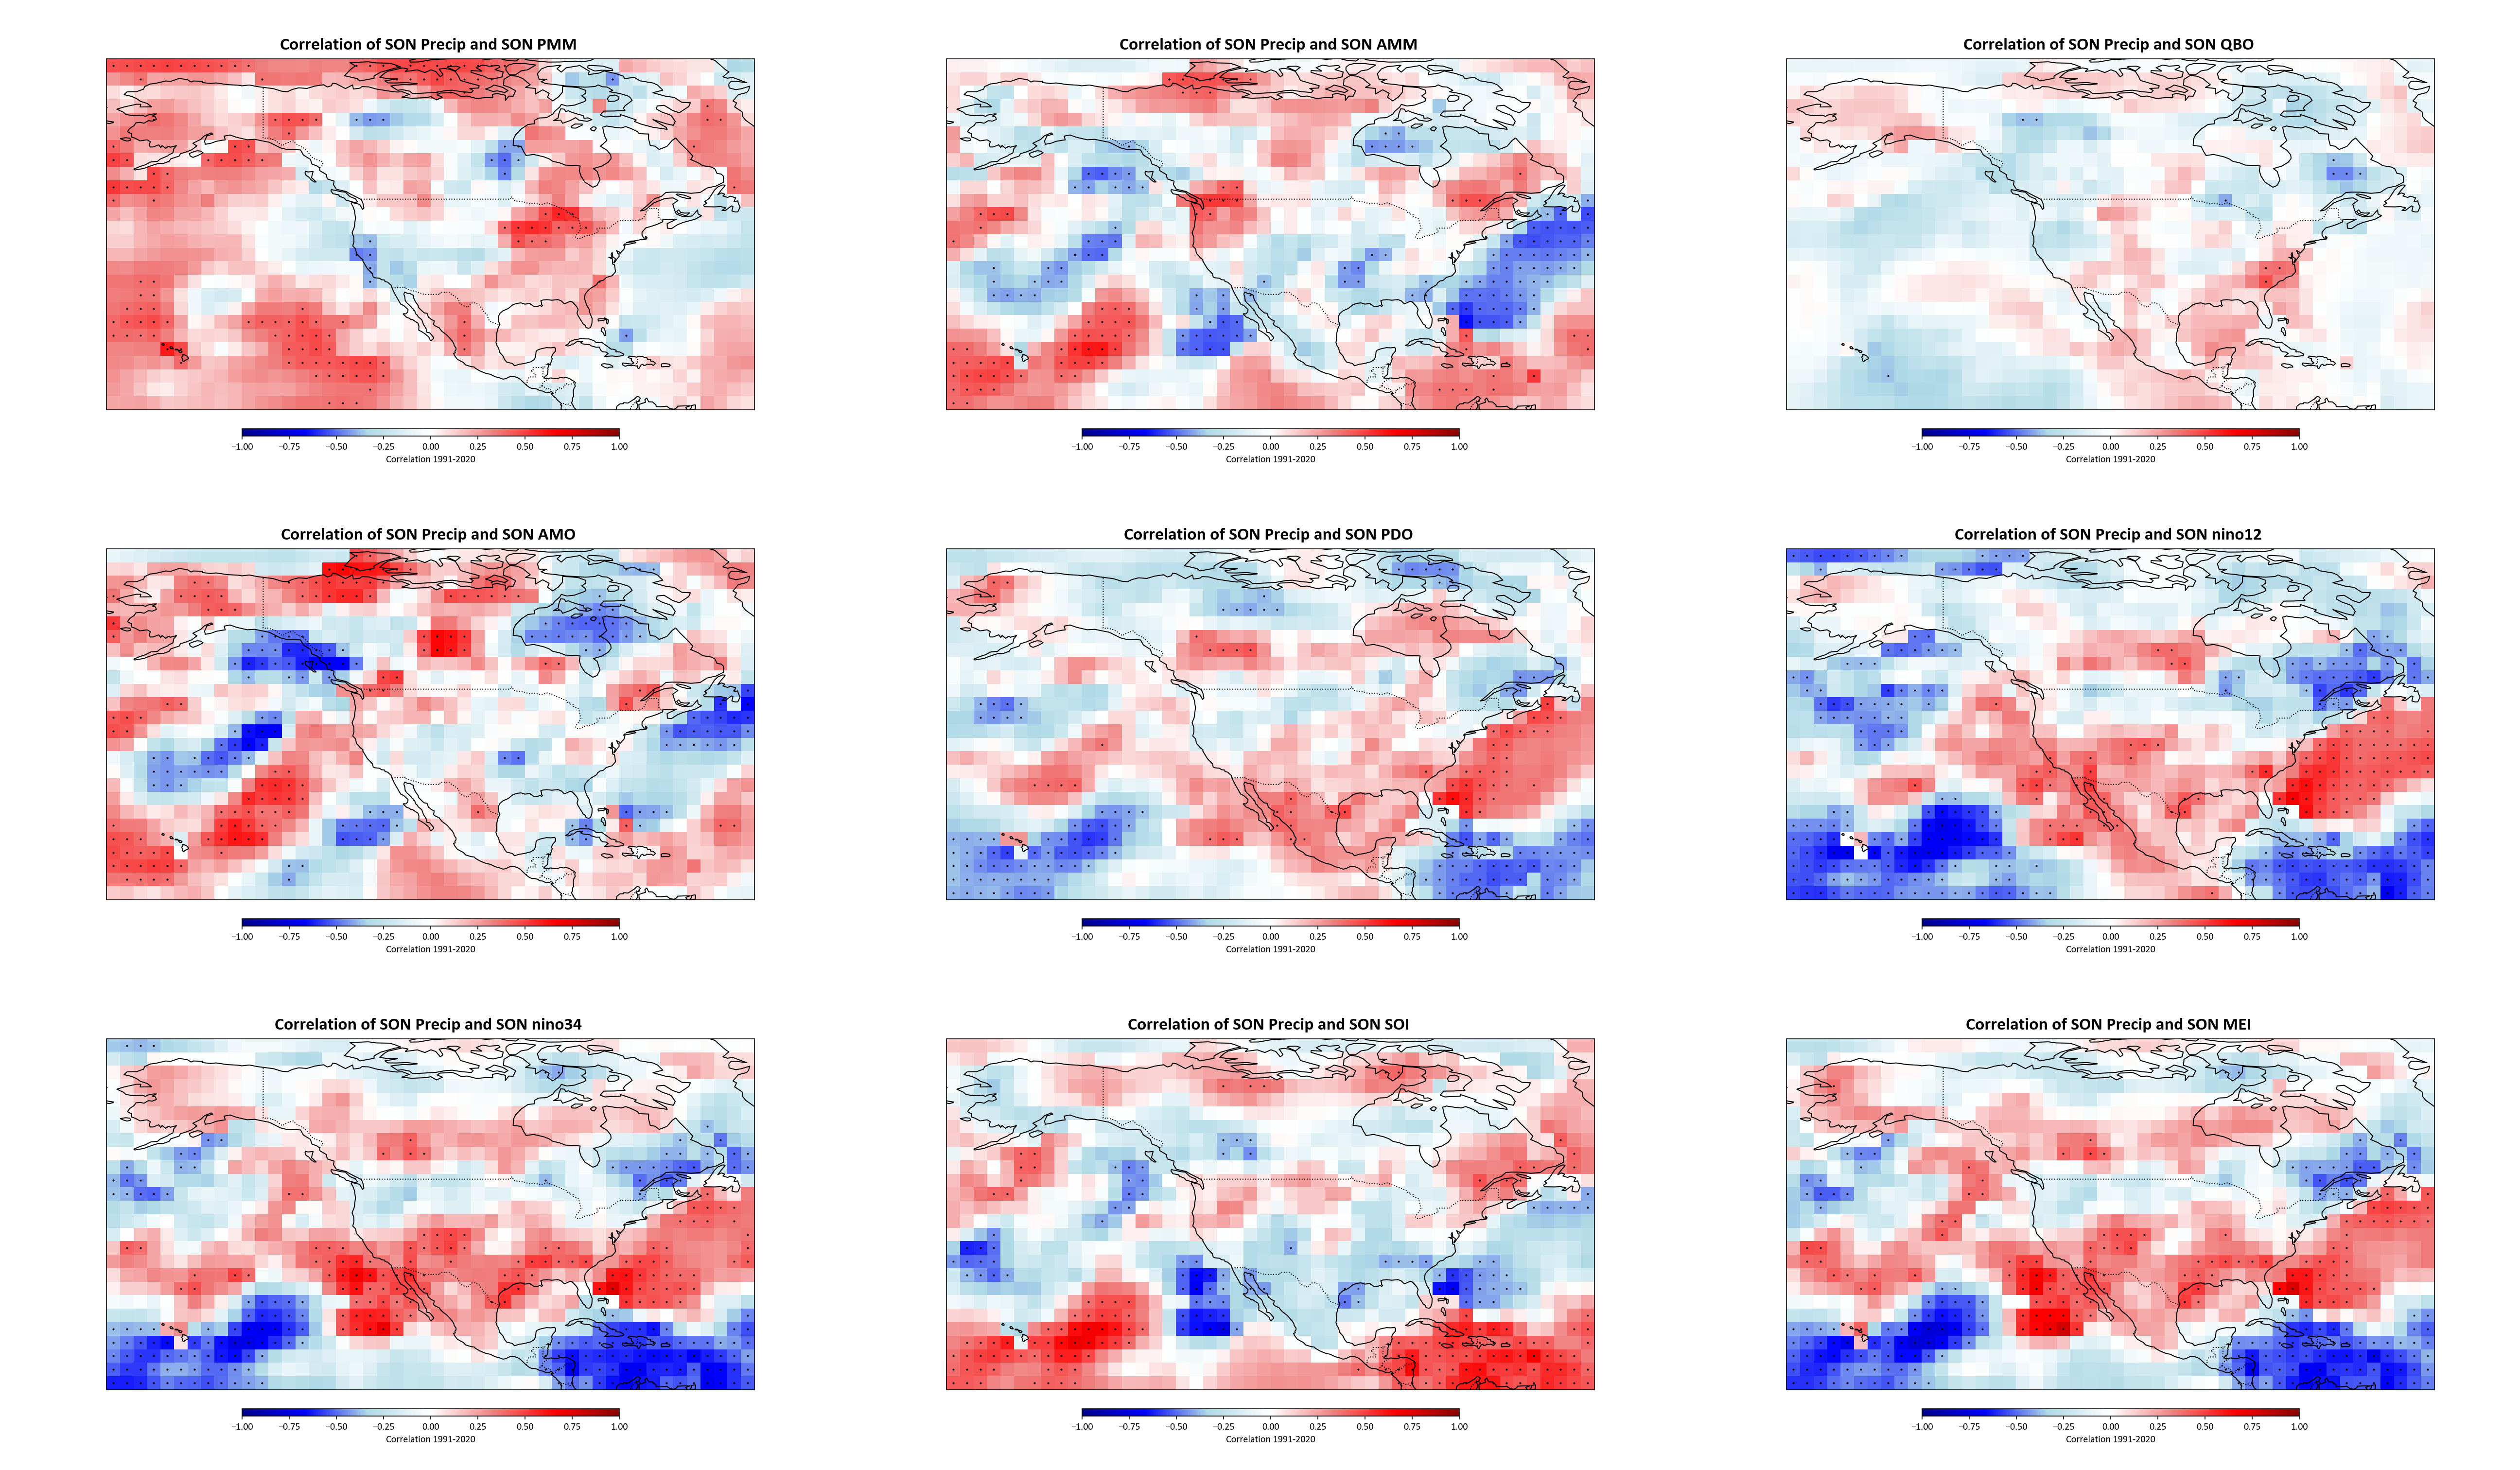 Correlation of SON Precip and SON PMM
−1.00 −0.75 −0.50 −0.25 0.00 0.25 0.50 0.75 1.00
Correlation 1991-2020
Correlation of SON Precip and SON AMM
−1.00 −0.75 −0.50 −0.25 0.00 0.25 0.50 0.75 1.00
Correlation 1991-2020
Correlation of SON Precip and SON QBO
−1.00 −0.75 −0.50 −0.25 0.00 0.25 0.50 0.75 1.00
Correlation 1991-2020
Correlation of SON Precip and SON AMO
−1.00 −0.75 −0.50 −0.25 0.00 0.25 0.50 0.75 1.00
Correlation 1991-2020
Correlation of SON Precip and SON PDO
−1.00 −0.75 −0.50 −0.25 0.00 0.25 0.50 0.75 1.00
Correlation 1991-2020
Correlation of SON Precip and SON nino12
−1.00 −0.75 −0.50 −0.25 0.00 0.25 0.50 0.75 1.00
Correlation 1991-2020
Correlation of SON Precip and SON nino34
−1.00 −0.75 −0.50 −0.25 0.00 0.25 0.50 0.75 1.00
Correlation 1991-2020
Correlation of SON Precip and SON SOI
−1.00 −0.75 −0.50 −0.25 0.00 0.25 0.50 0.75 1.00
Correlation 1991-2020
Correlation of SON Precip and SON MEI
−1.00 −0.75 −0.50 −0.25 0.00 0.25 0.50 0.75 1.00
Correlation 1991-2020